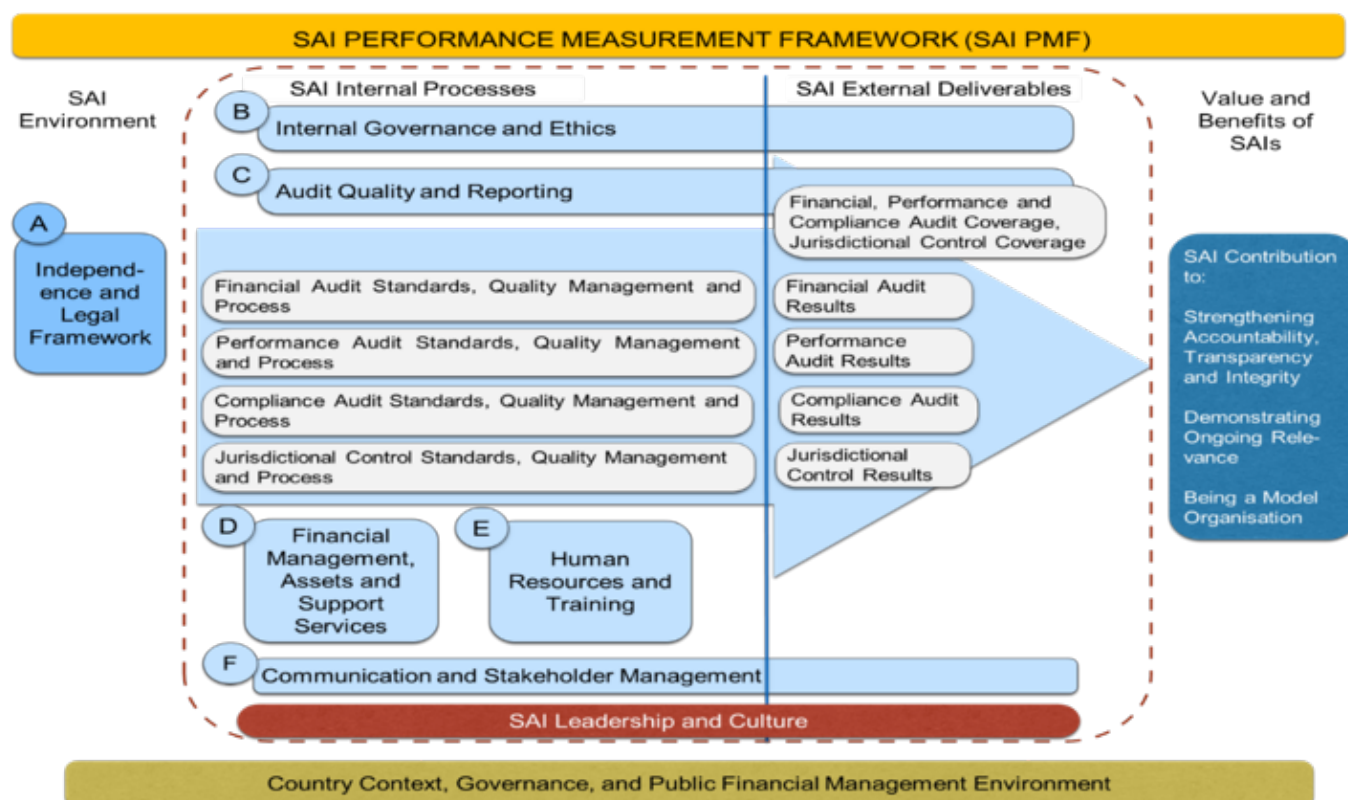 SAI PERFORMANCE MEASUREMENT FRAMEWORK (SAI PMF)
SAI
Environment
SAI Internal Processes
SAI External Deliverables
Value and
Benefits of
SAIs
B
Internal Governance and Ethics
C
Audit Quality and Reporting
Financial, Performance and
Compliance Audit Coverage,
Jurisdictional Control Coverage
A
Independ-
ence and
Legal
Framework
Financial Audit Standards, Quality Management and
Process
Financial Audit
Results
Performance Audit Standards, Quality Management
and Process
Performance
Audit Results
Compliance Audit Standards, Quality Management and
Process
Compliance Audit
Results
Jurisdictional Control Standards, Quality Management
and Process
Jurisdictional
Control Results
SAI Contribution
to:
Strengthening
Accountability,
Transparency
and Integrity
Demonstrating
Ongoing Rele-
vance
Being a Model
Organisation
D
Financial
Management,
Assets and
Support
Services
E
Human
Resources and
Training
F
Communication and Stakeholder Management
SAI Leadership and Culture
Country Context, Governance, and Public Financial Management Environment